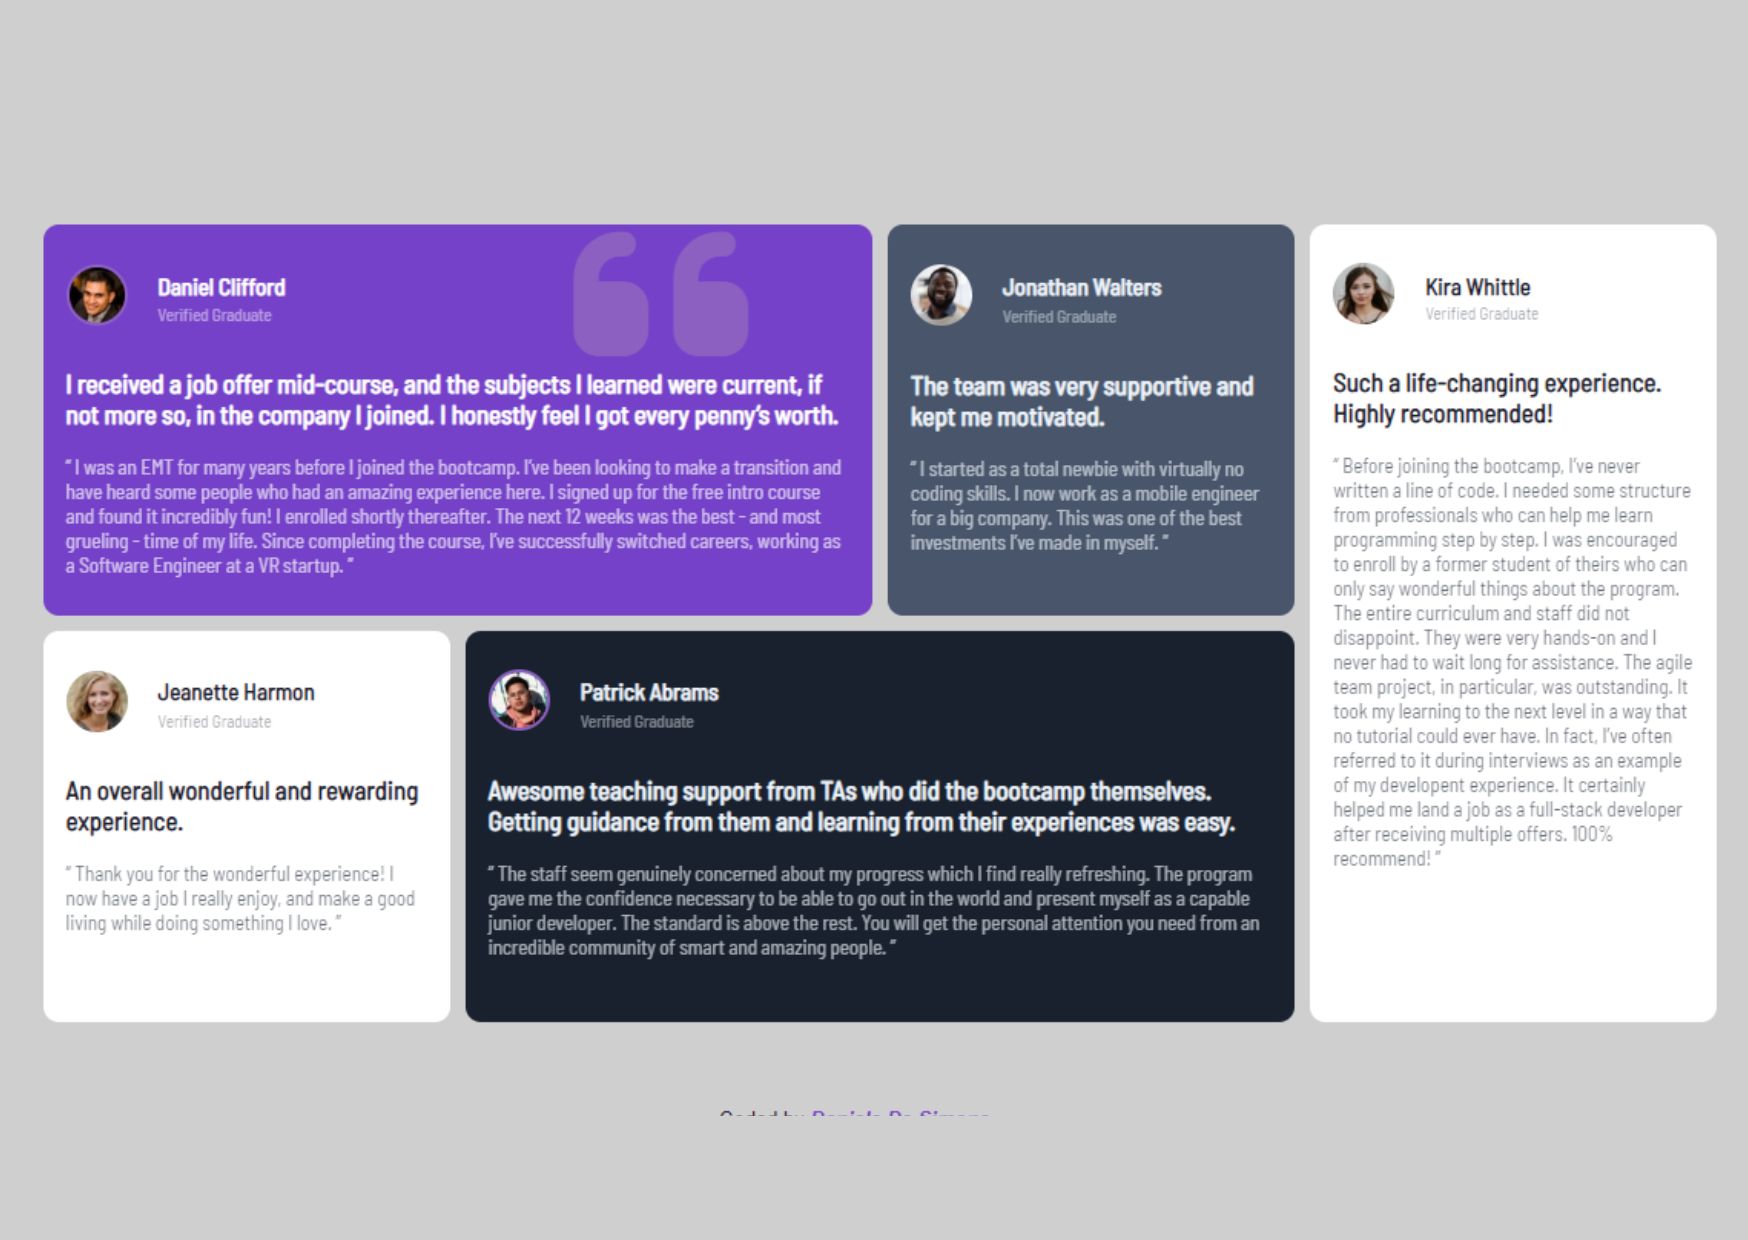 Daniel Clifford
Verified Graduate
I received a job offer mid-course, and the subjects I learned were current, if
not more so, in the company I joined. I honestly feel I got every penny’s worth.
“ I was an EMT for many years before I joined the bootcamp. I’ve been looking to make a transition and
have heard some people who had an amazing experience here. I signed up for the free intro course
and found it incredibly fun! I enrolled shortly thereafter. The next 12 weeks was the best - and most
grueling - time of my life. Since completing the course, I’ve successfully switched careers, working as
a Software Engineer at a VR startup. ”
Jonathan Walters
Verified Graduate
The team was very supportive and
kept me motivated.
“ I started as a total newbie with virtually no
coding skills. I now work as a mobile engineer
for a big company. This was one of the best
investments I’ve made in myself. ”
Kira Whittle
Verified Graduate
Such a life-changing experience.
Highly recommended!
“ Before joining the bootcamp, I’ve never
written a line of code. I needed some structure
from professionals who can help me learn
programming step by step. I was encouraged
to enroll by a former student of theirs who can
only say wonderful things about the program.
The entire curriculum and staff did not
disappoint. They were very hands-on and I
never had to wait long for assistance. The agile
team project, in particular, was outstanding. It
took my learning to the next level in a way that
no tutorial could ever have. In fact, I’ve often
referred to it during interviews as an example
of my developent experience. It certainly
helped me land a job as a full-stack developer
after receiving multiple offers. 100%
recommend! ”
Jeanette Harmon
Verified Graduate
An overall wonderful and rewarding
experience.
“ Thank you for the wonderful experience! I
now have a job I really enjoy, and make a good
living while doing something I love. ”
Patrick Abrams
Verified Graduate
Awesome teaching support from TAs who did the bootcamp themselves.
Getting guidance from them and learning from their experiences was easy.
“ The staff seem genuinely concerned about my progress which I find really refreshing. The program
gave me the confidence necessary to be able to go out in the world and present myself as a capable
junior developer. The standard is above the rest. You will get the personal attention you need from an
incredible community of smart and amazing people. ”